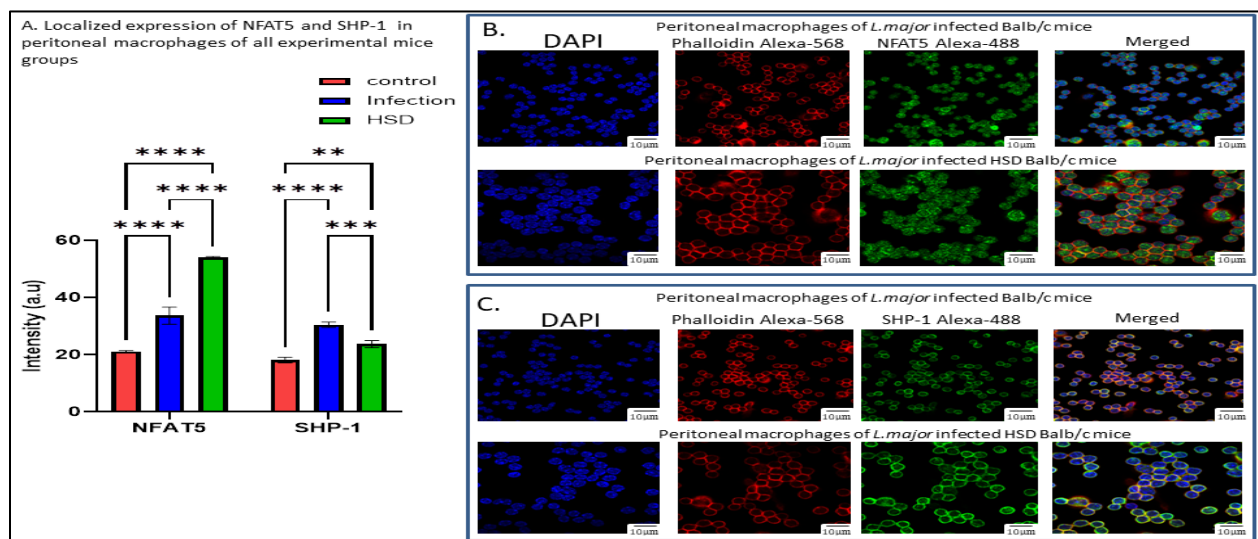 A. Localized expression of NFAT5 and SHP-1 in
peritoneal macrophages of all experimental mice
groups
control
Infection
HSD
**** **
**** ****
**** ***
60
40
20
0
Intensity (a.u)
NFAT5 SHP-1
B.
Peritoneal macrophages of L.major infected Balb/c mice
DAPI Phalloidin Alexa-568 NFAT5 Alexa-488 Merged
10µm 10µm 10µm 10µm
Peritoneal macrophages of L.major infected HSD Balb/c mice
10µm 10µm 10µm 10µm
C.
Peritoneal macrophages of L.major infected Balb/c mice
DAPI Phalloidin Alexa-568 SHP-1 Alexa-488 Merged
10µm 10µm 10µm 10µm
Peritoneal macrophages of L.major infected HSD Balb/c mice
10µm 10µm 10µm 10µm